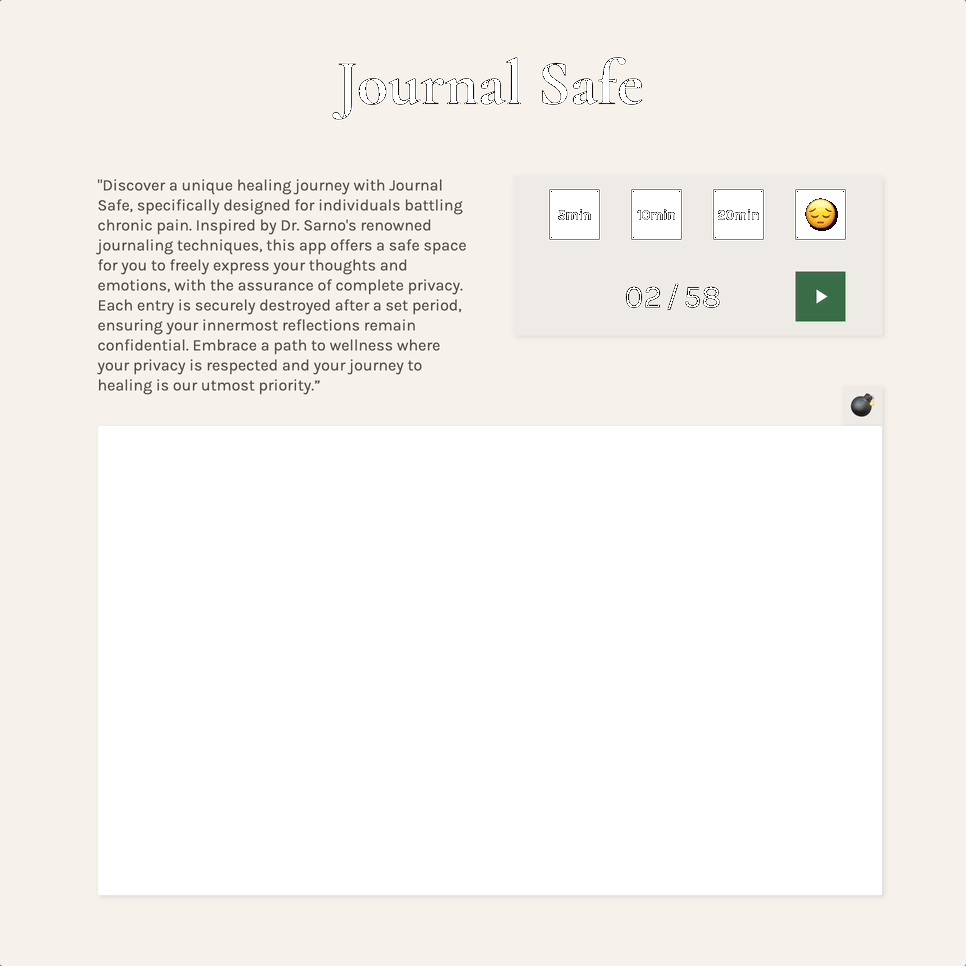 Journal Safe
"Discover a unique healing journey with Journal
Safe, specifically designed for individuals battling
chronic pain. Inspired by Dr. Sarno's renowned
journaling techniques, this app offers a safe space
for you to freely express your thoughts and
emotions, with the assurance of complete privacy.
Each entry is securely destroyed after a set period,
ensuring your innermost reflections remain
confidential. Embrace a path to wellness where
your privacy is respected and your journey to
healing is our utmost priority.”
5min 10min 20min
02 / 58